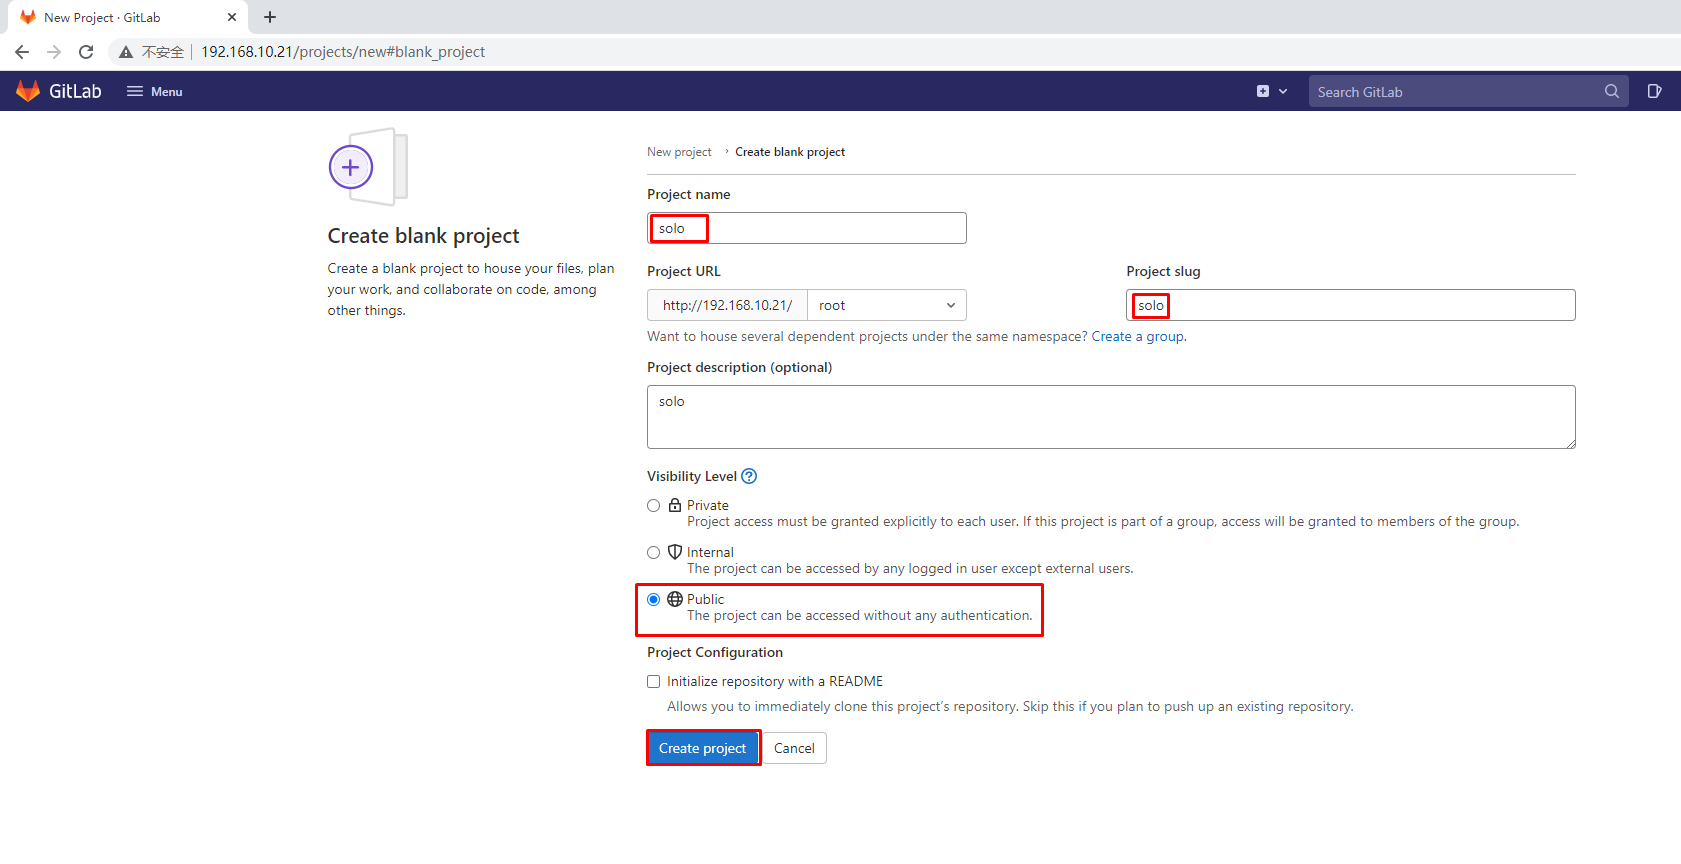 New Project · GitLab
不安全 192.168.10.21/projects/new#blank_project
GitLab Menu Search GitLab
New project › Create blank project
Project name
solo
Create blank project
Create a blank project to house your files, plan
your work, and collaborate on code, among
other things.
Project URL Project slug
http://192.168.10.21/ root solo
Want to house several dependent projects under the same namespace? Create a group.
Project description (optional)
solo
Visibility Level
Private
Project access must be granted explicitly to each user. If this project is part of a group, access will be granted to members of the group.
Internal
The project can be accessed by any logged in user except external users.
Public
The project can be accessed without any authentication.
Project Configuration
Initialize repository with a README
Allows you to immediately clone this project’s repository. Skip this if you plan to push up an existing repository.
Create project Cancel